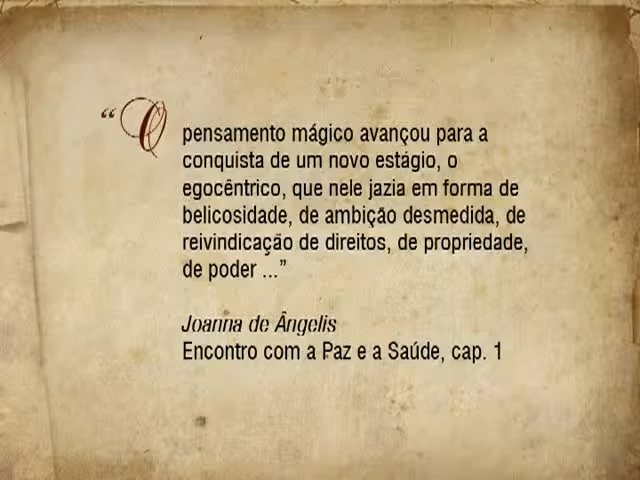 “O pensamento mágico avançou para a
conquista de um novo estágio, o
egocêntrico, que nele jazia em forma de
belicosidade, de ambição desmedida, de
reivindicação de direitos, de propriedade,
de poder ...”
Joanna de Ângelis
Encontro com a Paz e a Saúde, cap. 1